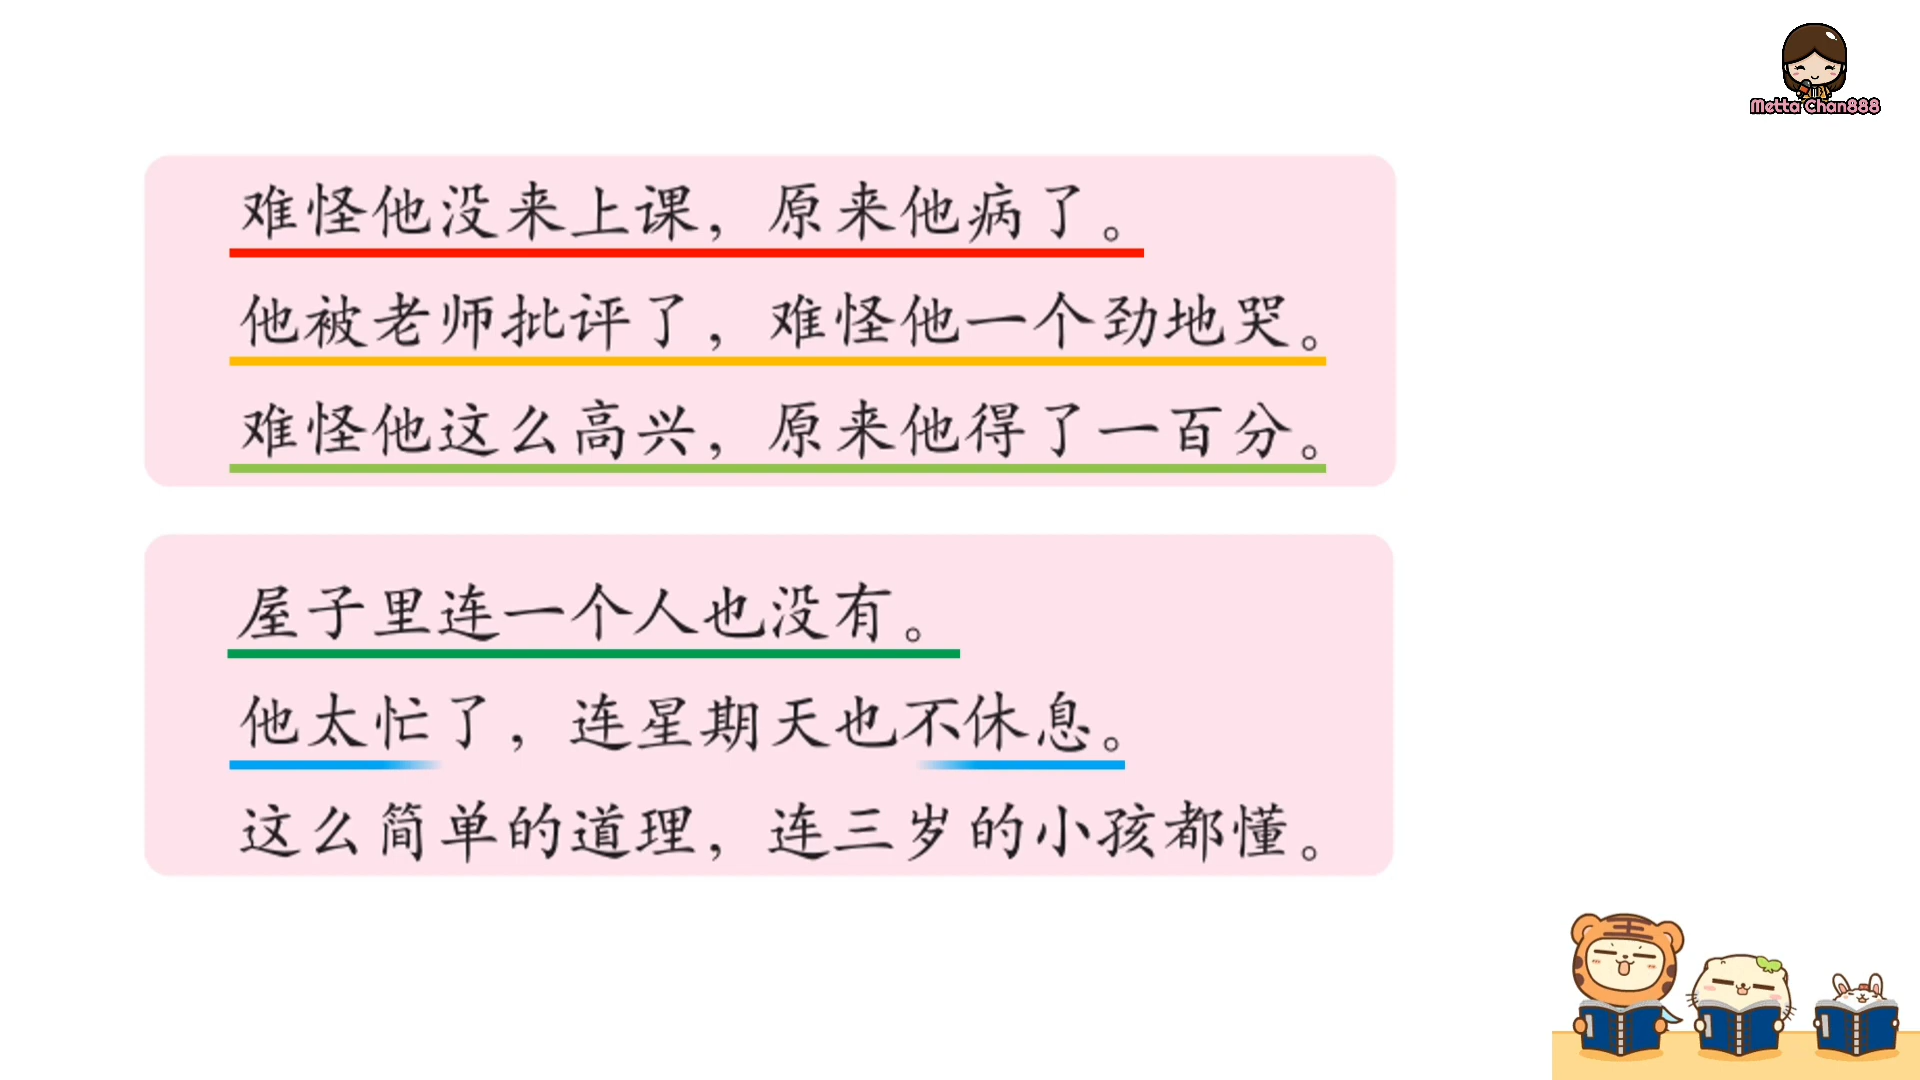 Metta Chan888
难怪他没来上课，原来他病了。
他被老师批评了，难怪他一个劲地哭。
难怪他这么高兴，原来他得了一百分。
屋子里连一个人也没有。
他太忙了，连星期天也不休息。
这么简单的道理，连三岁的小孩都懂。
王